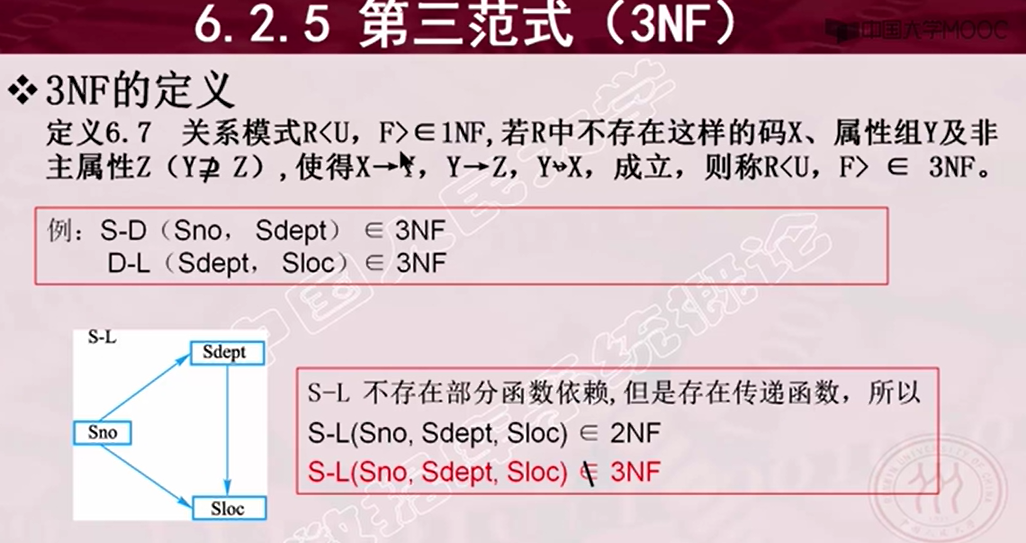 6.2.5 第三范式（3NF）
中国大学MOOC
❖3NF的定义
定义6.7 关系模式R<U，F>∈1NF,若R中不存在这样的码X、属性组Y及非
主属性Z（Y⊉ Z）,使得X→Y，Y→Z，Y↛X，成立，则称R<U，F> ∈ 3NF。
例：S-D（Sno， Sdept） ∈ 3NF
D-L（Sdept， Sloc）∈ 3NF
S-L
Sdept
Sno
Sloc
S-L 不存在部分函数依赖,但是存在传递函数，所以
S-L(Sno, Sdept, Sloc) ∈ 2NF
S-L(Sno, Sdept, Sloc) ∉ 3NF